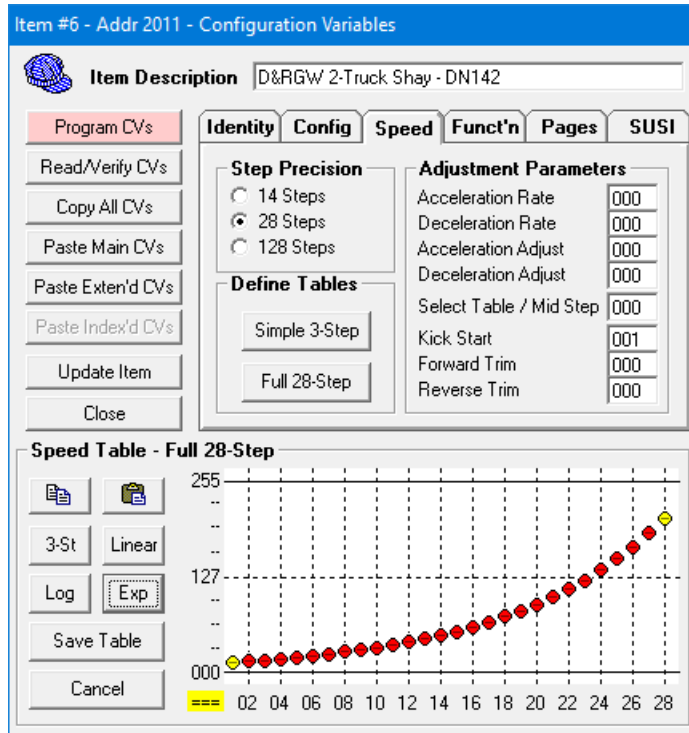 Item #6 - Addr 2011 - Configuration Variables
Item Description D&RGW 2-Truck Shay - DN142
Program CVs
Read/Verify CVs
Copy All CVs
Paste Main CVs
Paste Exten'd CVs
Paste Index'd CVs
Update Item
Close
Identity Config Speed Funct'n Pages SUSI
Step Precision
14 Steps
28 Steps
128 Steps
Define Tables
Simple 3-Step
Full 28-Step
Adjustment Parameters
Acceleration Rate 000
Deceleration Rate 000
Acceleration Adjust 000
Deceleration Adjust 000
Select Table / Mid Step 000
Kick Start 001
Forward Trim 000
Reverse Trim 000
Speed Table - Full 28-Step
3-St Linear
Log Exp
Save Table
Cancel
255
--
--
--
127
--
--
--
000
=== 02 04 06 08 10 12 14 16 18 20 22 24 26 28